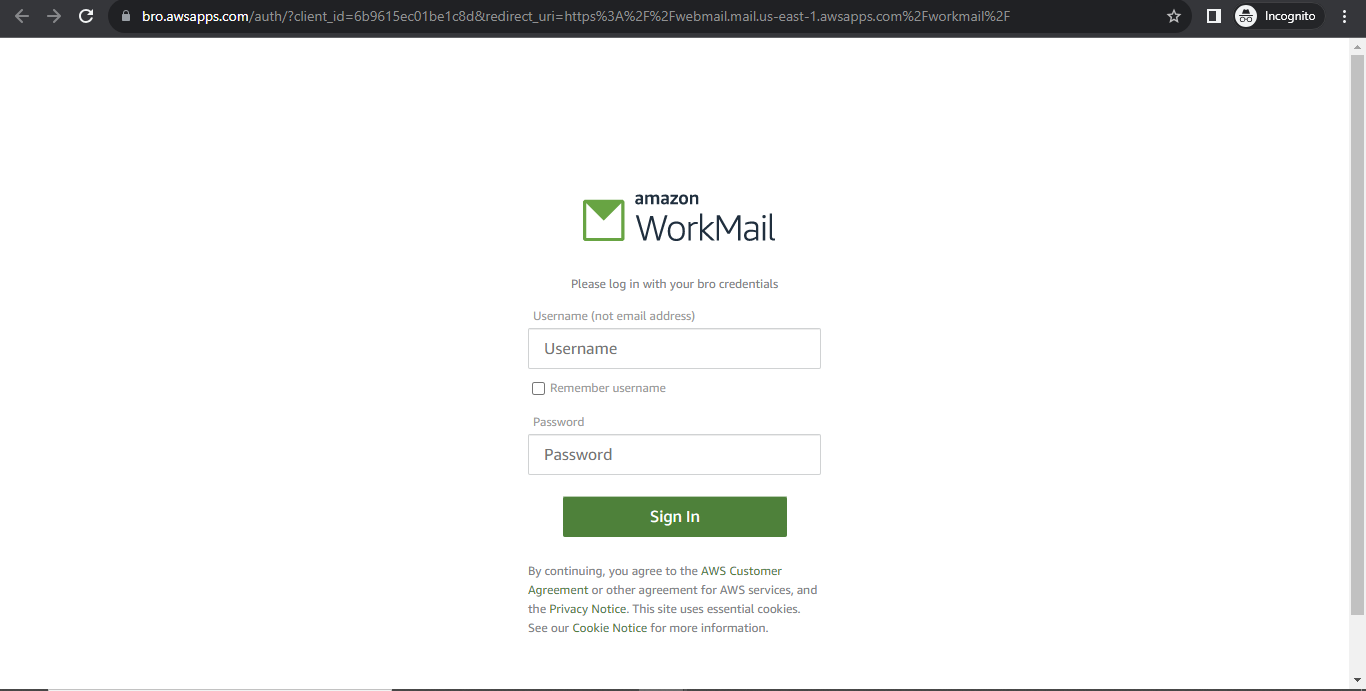 bro.awsapps.com/auth/?client_id=6b9615ec01be1c8d&redirect_uri=https%3A%2F%2Fwebmail.mail.us-east-1.awsapps.com%2Fworkmail%2F
Incognito
amazon
WorkMail
Please log in with your bro credentials
Username (not email address)
Username
Remember username
Password
Password
Sign In
By continuing, you agree to the AWS Customer
Agreement or other agreement for AWS services, and
the Privacy Notice. This site uses essential cookies.
See our Cookie Notice for more information.